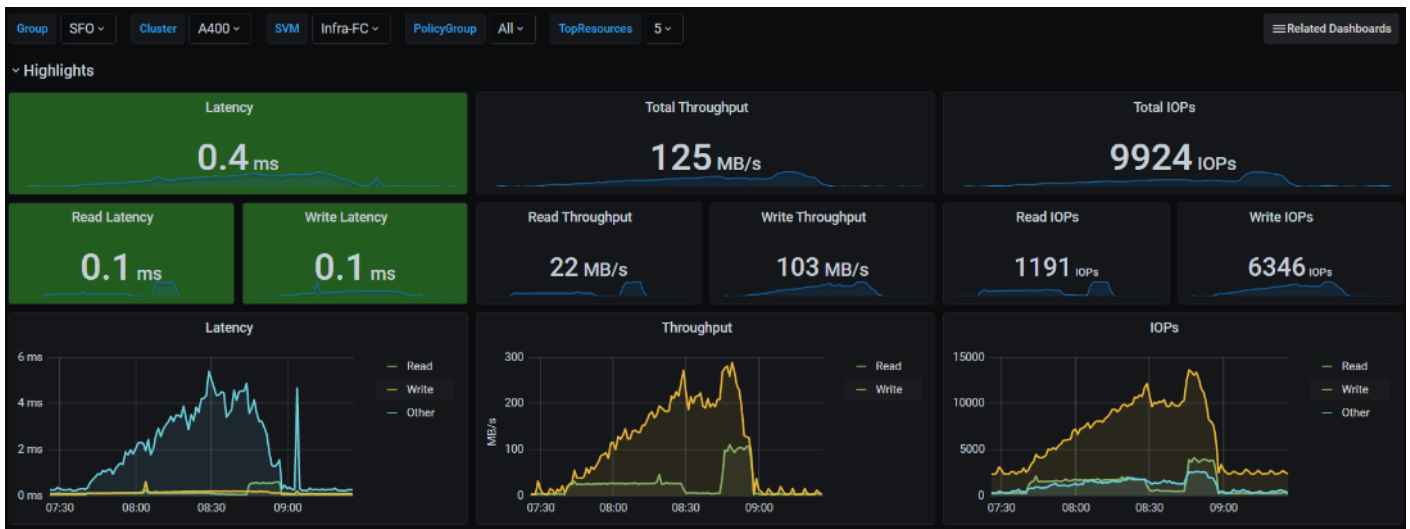 Group SFO Cluster A400 SVM Infra-FC PolicyGroup All TopResources 5 Related Dashboards
Highlights
Latency
0.4 ms
Total Throughput
125 MB/s
Total IOPs
9924 IOPs
Read Latency
0.1 ms
Write Latency
0.1 ms
Read Throughput
22 MB/s
Write Throughput
103 MB/s
Read IOPs
1191 IOPs
Write IOPs
6346 IOPs
Latency
6 ms
4 ms
2 ms
0 ms
07:30 08:00 08:30 09:00
Read
Write
Other
Throughput
MB/s
300
200
100
0
07:30 08:00 08:30 09:00
Read
Write
IOPs
15000
10000
5000
0
07:30 08:00 08:30 09:00
Read
Write
Other